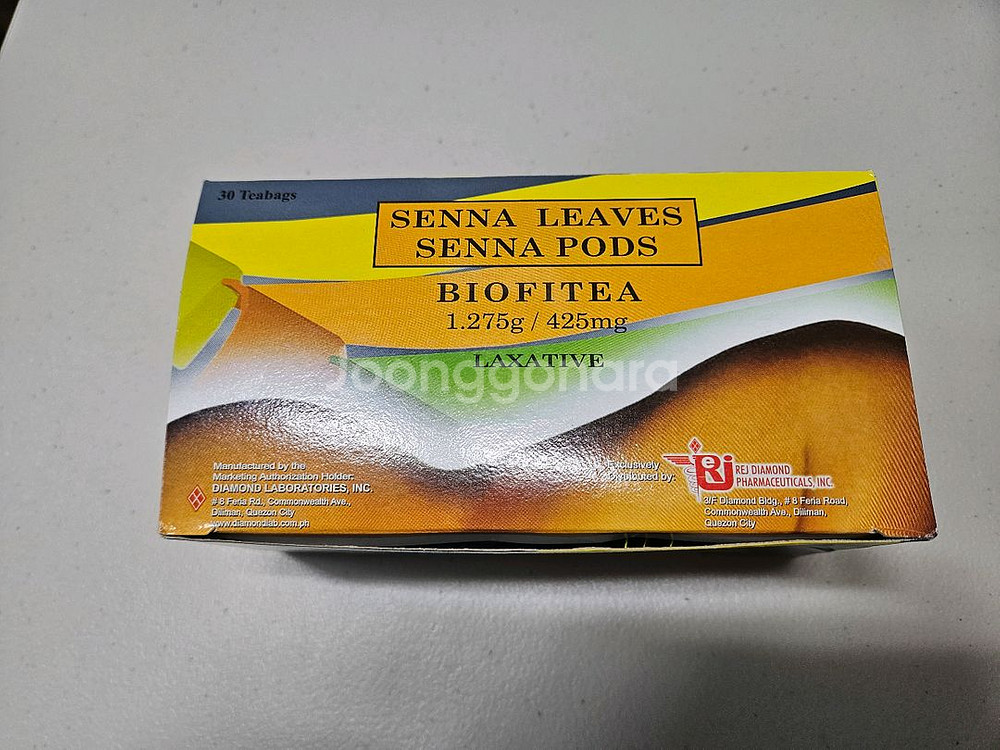 30 Teabags
SENNA LEAVES
SENNA PODS
BIOFITEA
1.275g / 425mg
LAXATIVE
Joonggonara
Manufactured by the
Marketing Authorization Holder:
DIAMOND LABORATORIES, INC.
# 8 Feria Rd., Commonwealth Ave.,
Diliman, Quezon City
www.diamondlab.com.ph
Exclusively
Distributed by:
ReJ
REJ DIAMOND
PHARMACEUTICALS, INC.
3/F Diamond Bldg., # 8 Feria Road,
Commonwealth Ave., Diliman,
Quezon City